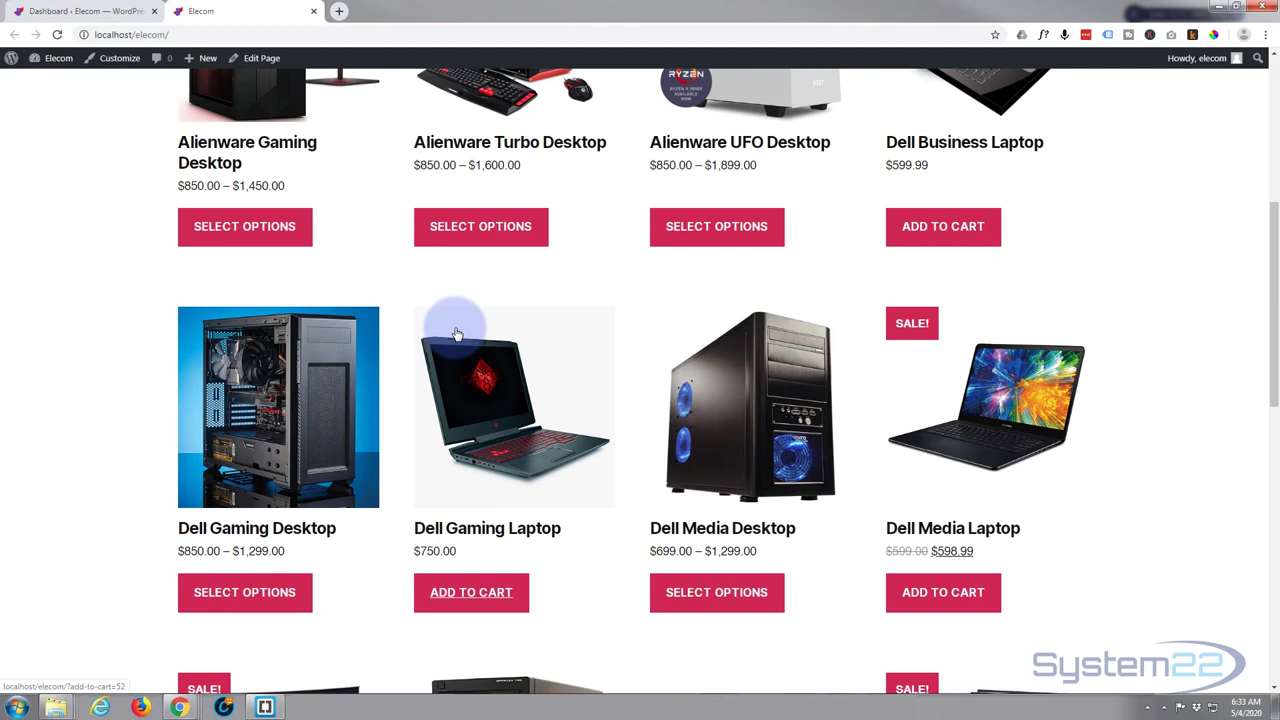 Dashboard ‹ Elecom — WordPre
Elecom
localhost/elecom/
Elecom
Customize
0
New
Edit Page
Howdy, elecom
RYZEN
Alienware Gaming
Desktop
$850.00 – $1,450.00
SELECT OPTIONS
Alienware Turbo Desktop
$850.00 – $1,600.00
SELECT OPTIONS
Alienware UFO Desktop
$850.00 – $1,899.00
SELECT OPTIONS
Dell Business Laptop
$599.99
ADD TO CART
SALE!
Dell Gaming Desktop
$850.00 – $1,299.00
SELECT OPTIONS
Dell Gaming Laptop
$750.00
ADD TO CART
Dell Media Desktop
$699.00 – $1,299.00
SELECT OPTIONS
Dell Media Laptop
$599.00 $598.99
ADD TO CART
System22
SALE!
SALE!
localhost/elecom/?add-to-cart=52
6:33 AM
5/4/2020